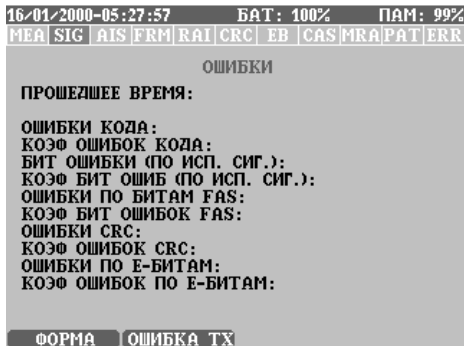 16/01/2000-05:27:57 БАТ: 100% ПАМ: 99%
MEA SIG AIS FRM RAI CRC EB CAS MRA PAT ERR
ОШИБКИ
ПРОШЕДШЕЕ ВРЕМЯ:
ОШИБКИ КОДА:
КОЭФ ОШИБОК КОДА:
БИТ ОШИБКИ (ПО ИСП. СИГ.):
КОЭФ БИТ ОШИБ (ПО ИСП. СИГ.):
ОШИБКИ ПО БИТАМ FAS:
КОЭФ БИТ ОШИБОК FAS:
ОШИБКИ CRC:
КОЭФ ОШИБОК CRC:
ОШИБКИ ПО Е-БИТАМ:
КОЭФ ОШИБОК ПО Е-БИТАМ:
ФОРМА ОШИБКА TX